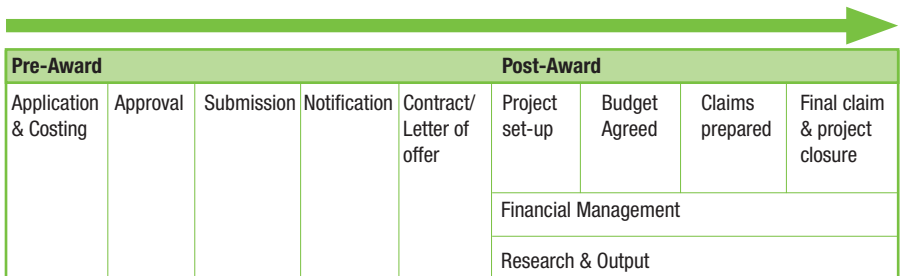 Pre-Award
Post-Award
Application
& Costing
Approval
Submission
Notification
Contract/
Letter of
offer
Project
set-up
Budget
Agreed
Claims
prepared
Final claim
& project
closure
Financial Management
Research & Output